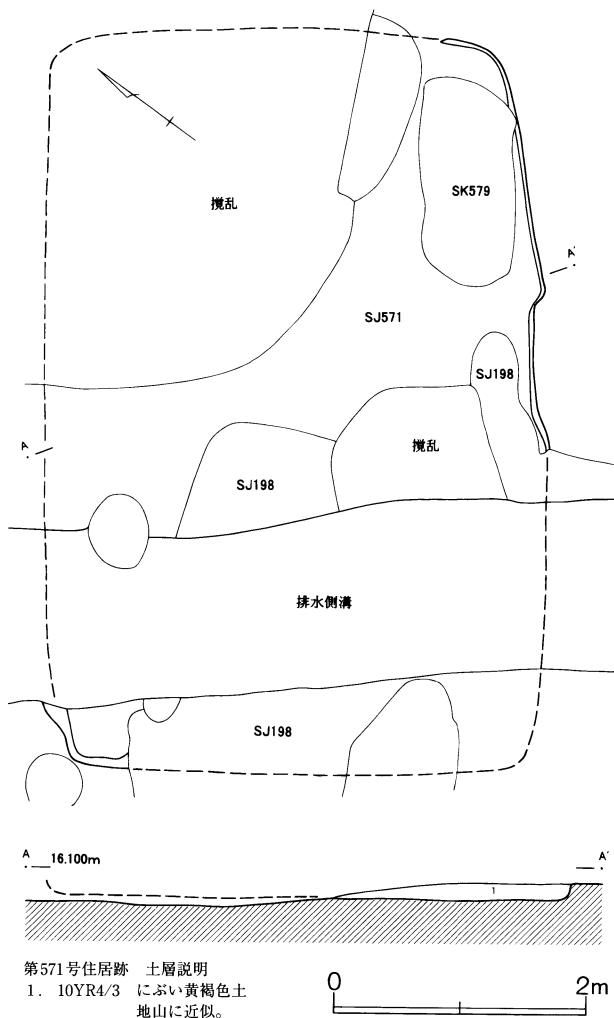 SK579
撹乱
A´
SJ571
SJ198
A
撹乱
SJ198
排水側溝
SJ198
A 16.100m A´
1
第571号住居跡 土層説明
1. 10YR4/3 にぶい黄褐色土
地山に近似。
0 2m